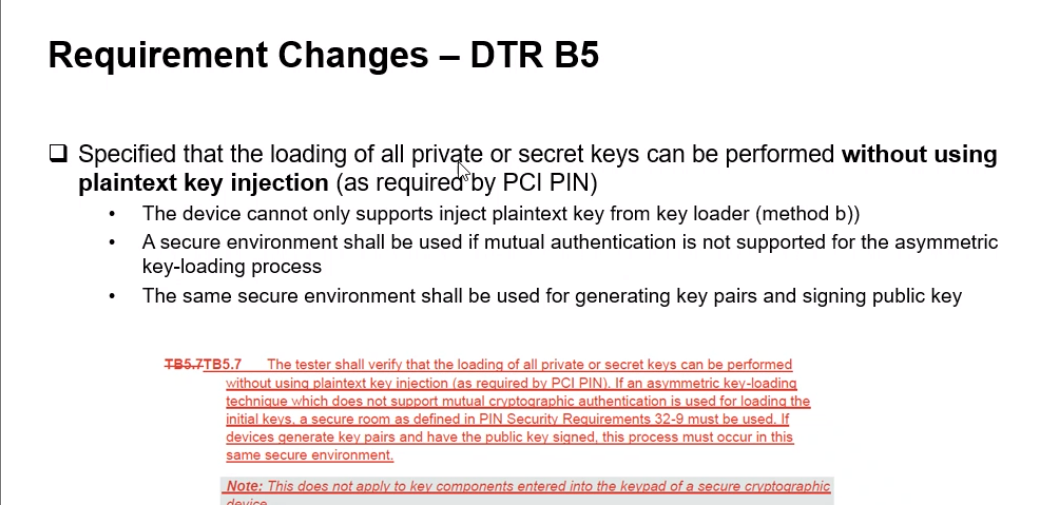 Requirement Changes – DTR B5
❑ Specified that the loading of all private or secret keys can be performed without using
plaintext key injection (as required by PCI PIN)
• The device cannot only supports inject plaintext key from key loader (method b))
• A secure environment shall be used if mutual authentication is not supported for the asymmetric
key-loading process
• The same secure environment shall be used for generating key pairs and signing public key
TB5.7TB5.7 The tester shall verify that the loading of all private or secret keys can be performed
without using plaintext key injection (as required by PCI PIN). If an asymmetric key-loading
technique which does not support mutual cryptographic authentication is used for loading the
initial keys, a secure room as defined in PIN Security Requirements 32-9 must be used. If
devices generate key pairs and have the public key signed, this process must occur in this
same secure environment.
Note: This does not apply to key components entered into the keypad of a secure cryptographic
device.